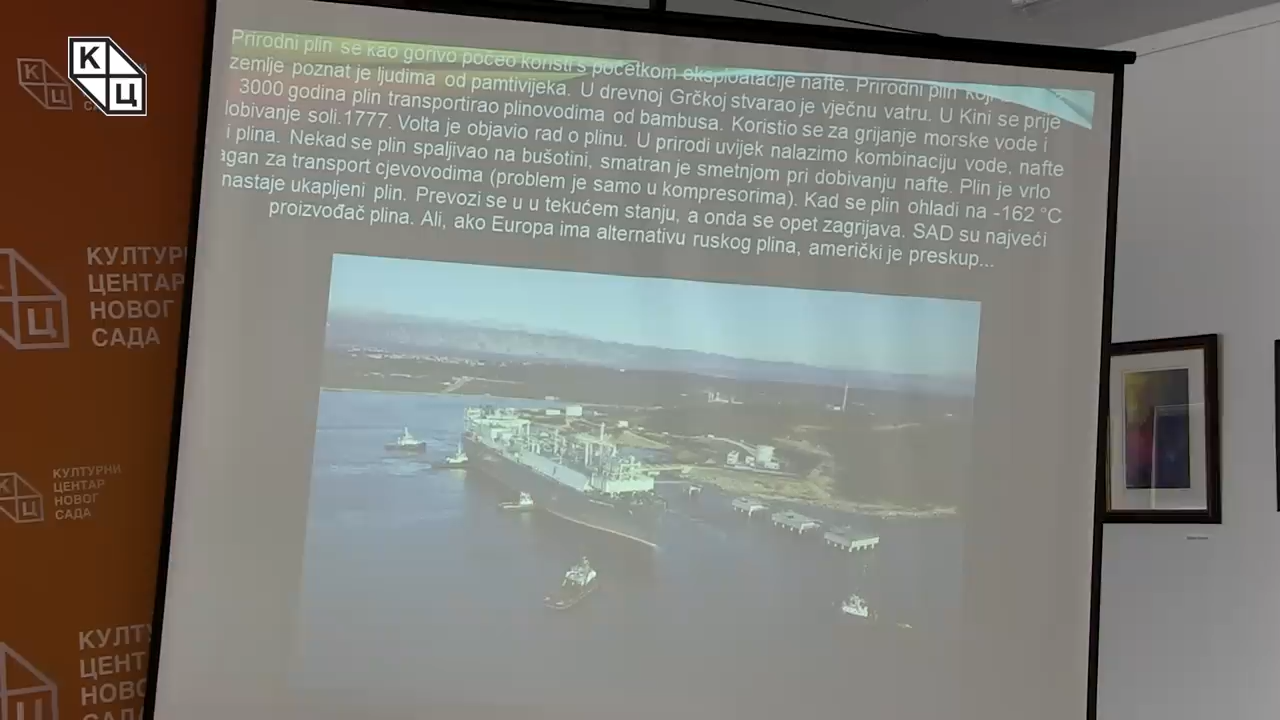 Prirodni plin se kao gorivo počeo koristi s početkom eksploatacije nafte. Prirodni plin koji
zemlje poznat je ljudima od pamtivijeka. U drevnoj Grčkoj stvarao je vječnu vatru. U Kini se prije
3000 godina plin transportirao plinovodima od bambusa. Koristio se za grijanje morske vode i
dobivanje soli.1777. Volta je objavio rad o plinu. U prirodi uvijek nalazimo kombinaciju vode, nafte
i plina. Nekad se plin spaljivao na bušotini, smatran je smetnjom pri dobivanju nafte. Plin je vrlo
za transport cjevovodima (problem je samo u kompresorima). Kad se plin ohladi na -162 °C
nastaje ukapljeni plin. Prevozi se u u tekućem stanju, a onda se opet zagrijava. SAD su najveći
proizvođač plina. Ali, ako Europa ima alternativu ruskog plina, američki je preskup...
К
Ц
КУЛТУРНИ
ЦЕНТАР
НОВОГ
САДА
КУЛТУРНИ
ЦЕНТАР
НОВОГ
САДА
КУЛТ
ЦЕНТ
НОВО
САДА